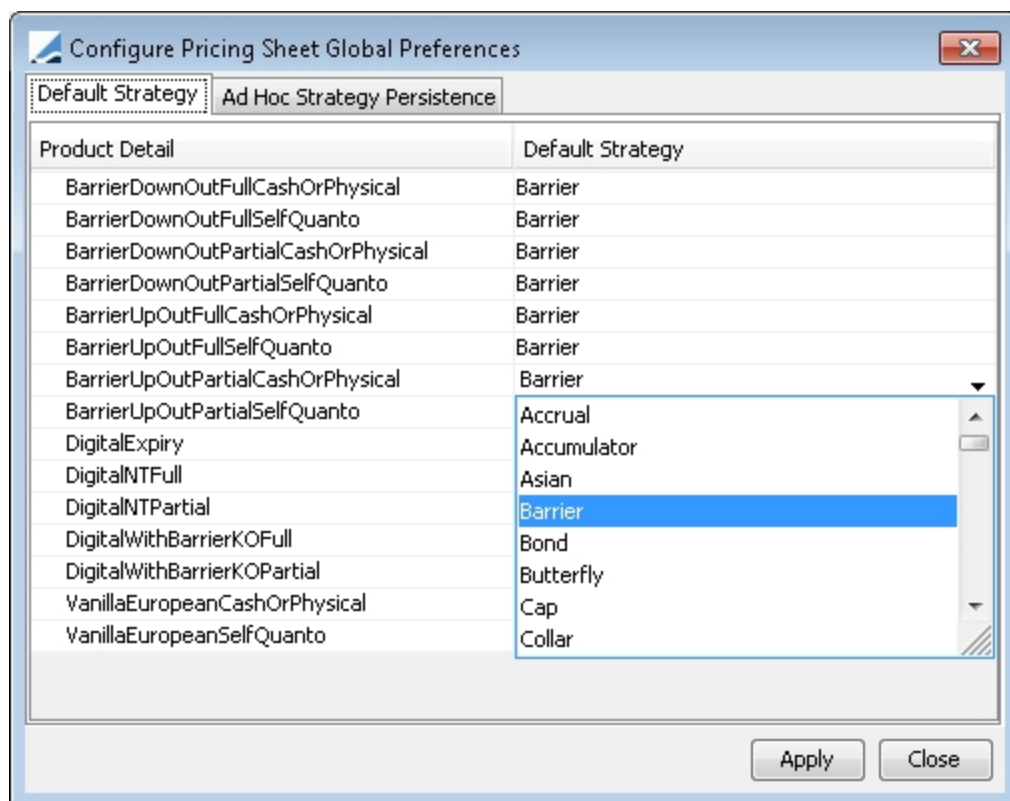 Configure Pricing Sheet Global Preferences
Default Strategy Ad Hoc Strategy Persistence
Product Detail Default Strategy
BarrierDownOutFullCashOrPhysical Barrier
BarrierDownOutFullSelfQuanto Barrier
BarrierDownOutPartialCashOrPhysical Barrier
BarrierDownOutPartialSelfQuanto Barrier
BarrierUpOutFullCashOrPhysical Barrier
BarrierUpOutFullSelfQuanto Barrier
BarrierUpOutPartialCashOrPhysical Barrier
BarrierUpOutPartialSelfQuanto Accrual
DigitalExpiry Accumulator
DigitalNTFull Asian
DigitalNTPartial Barrier
DigitalWithBarrierKOFull Bond
DigitalWithBarrierKOPartial Butterfly
VanillaEuropeanCashOrPhysical Cap
VanillaEuropeanSelfQuanto Collar
Apply Close